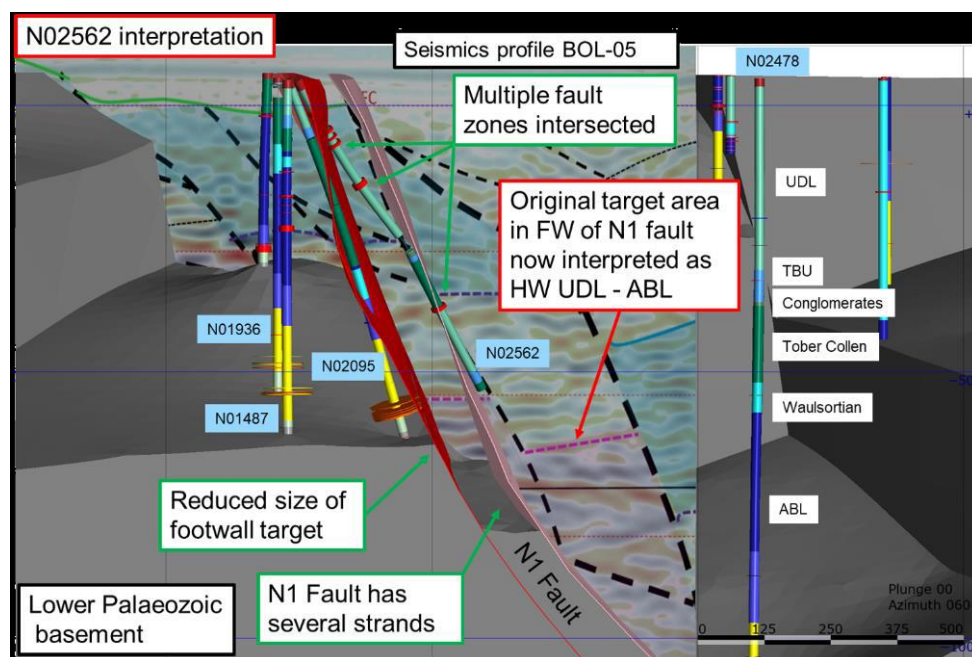 N02562 interpretation
Seismics profile BOL-05
N02478
Multiple fault
zones intersected
Original target area
in FW of N1 fault
now interpreted as
HW UDL - ABL
UDL
TBU
Conglomerates
Tober Collen
Waulsortian
ABL
N01936
N02095
N01487
N02562
Reduced size of
footwall target
N1 Fault has
several strands
N1 Fault
Lower Palaeozoic
basement
Plunge 00
Azimuth 060
0 125 250 375 500